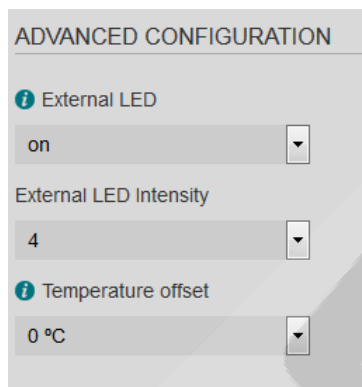 ADVANCED CONFIGURATION
i External LED
on
External LED Intensity
4
i Temperature offset
0 ºC